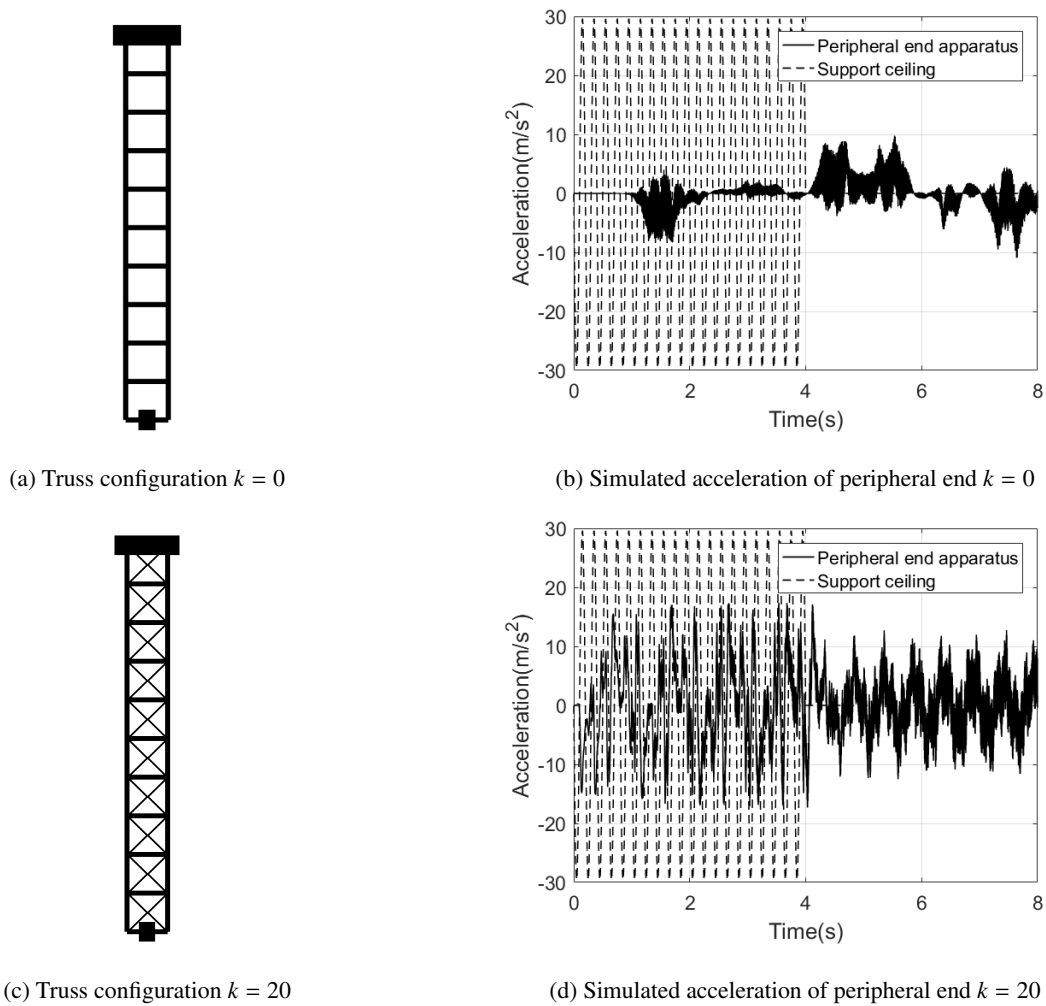 30
20
10
0
-10
-20
-30
Acceleration(m/s²)
Peripheral end apparatus
Support ceiling
0 2 4 6 8
Time(s)
(a) Truss configuration k = 0
(b) Simulated acceleration of peripheral end k = 0
30
20
10
0
-10
-20
-30
Acceleration(m/s²)
Peripheral end apparatus
Support ceiling
0 2 4 6 8
Time(s)
(c) Truss configuration k = 20
(d) Simulated acceleration of peripheral end k = 20